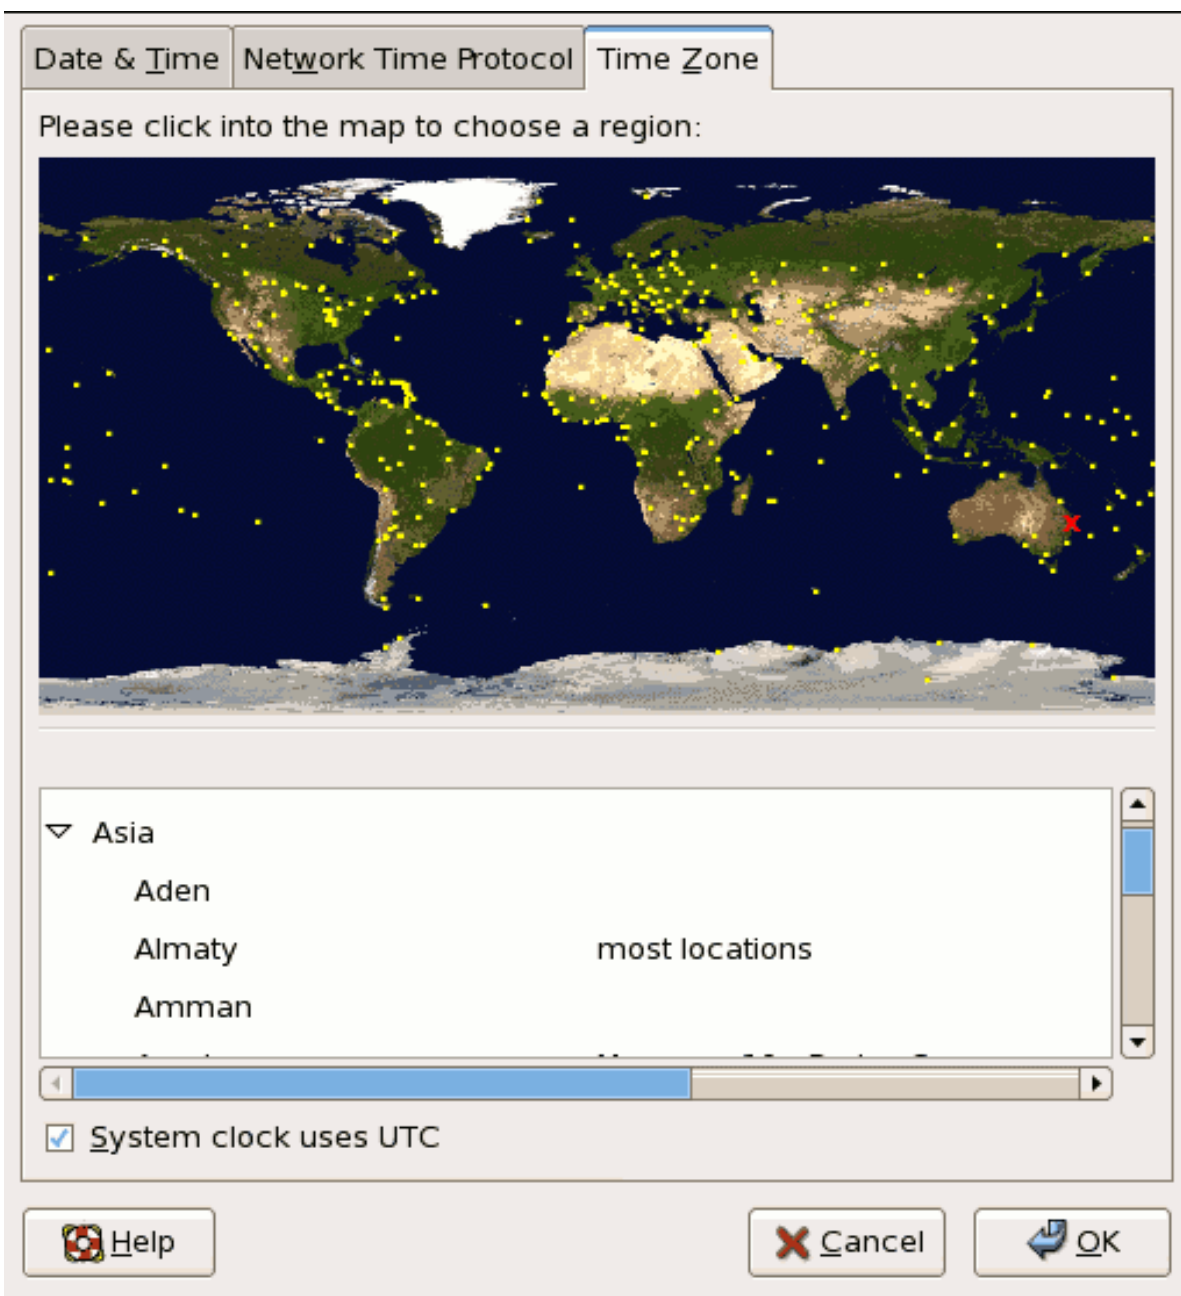 Date & Time Network Time Protocol Time Zone
Please click into the map to choose a region:
Asia
Aden
Almaty most locations
Amman
System clock uses UTC
Help Cancel OK